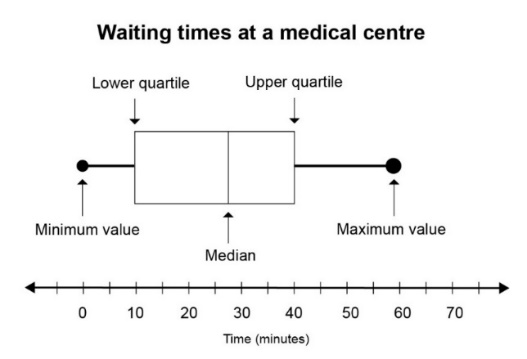 Waiting times at a medical centre
Lower quartile
Upper quartile
Minimum value
Maximum value
Median
0 10 20 30 40 50 60 70
Time (minutes)